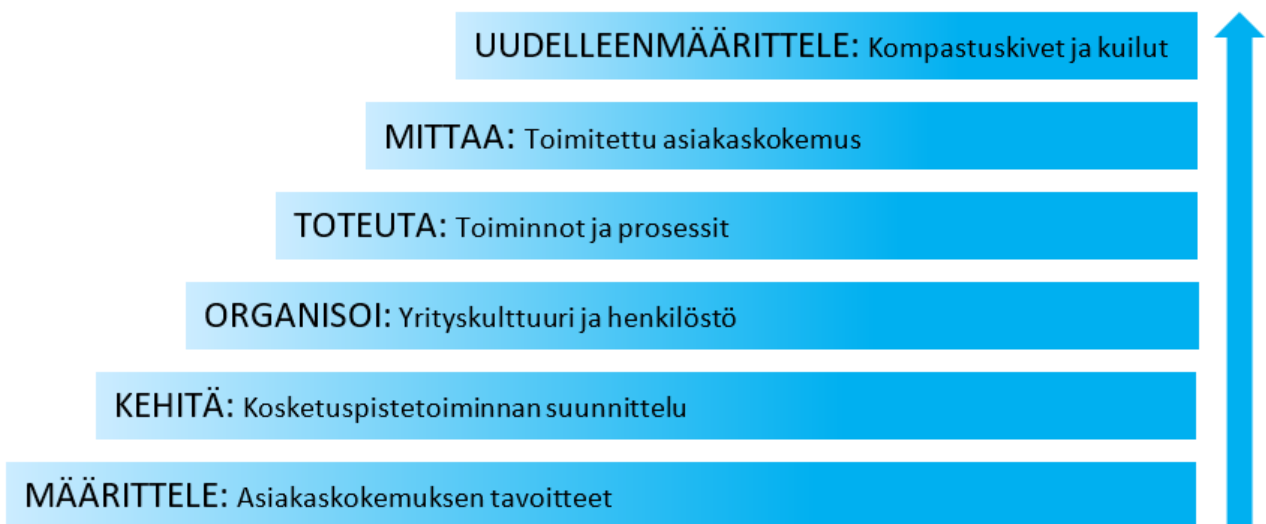 UUDELLEENMÄÄRITTELE: Kompastuskivet ja kuilut
MITTAA: Toimitettu asiakaskokemus
TOTEUTA: Toiminnot ja prosessit
ORGANISOI: Yrityskulttuuri ja henkilöstö
KEHITÄ: Kosketuspistetoiminnan suunnittelu
MÄÄRITTELE: Asiakaskokemuksen tavoitteet